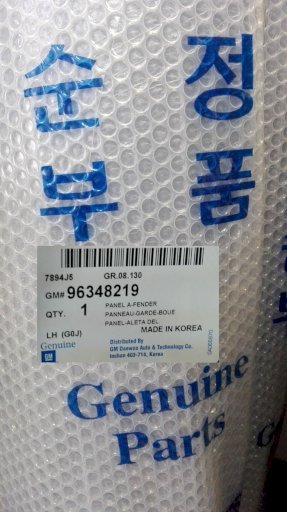 순정
부품
7894J5 GR.08.130
GM# 96348219
QTY. 1
PANEL A-FENDER
PANNEAU-GARDE-BOUE
PANEL-ALETA DEL
LH (G0J) MADE IN KOREA
Genuine
GM
Distributed By
GM Daewoo Auto & Technology Co.
Incheon 403-714, Korea
Genuine
Parts
G